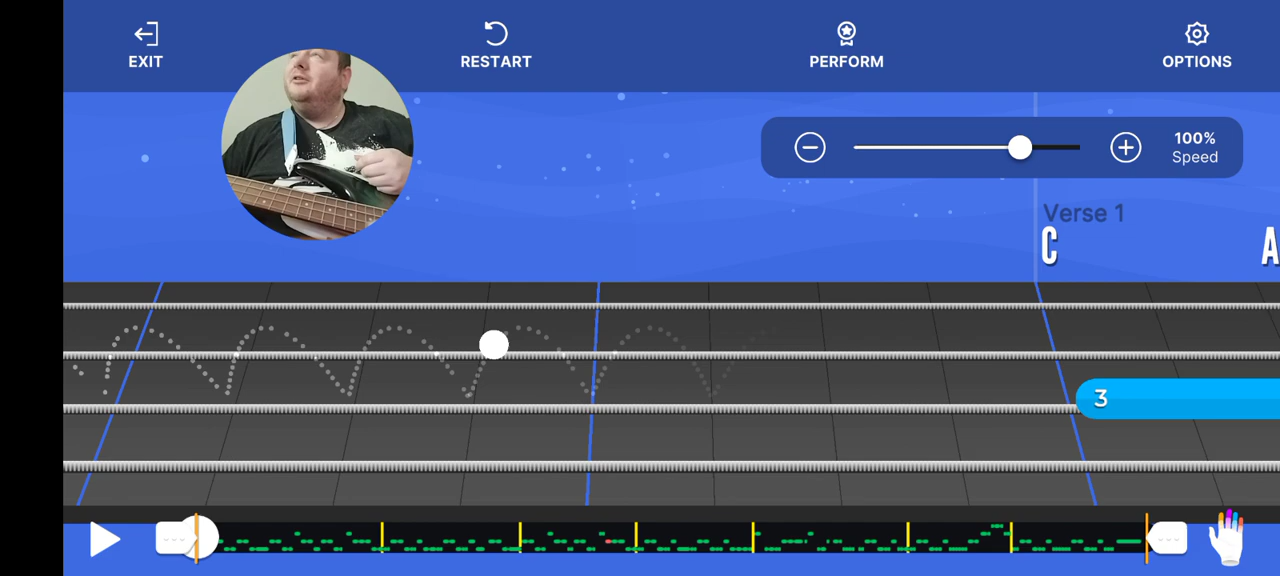 EXIT
RESTART
PERFORM
OPTIONS
100%
Speed
Verse 1
C
A
3